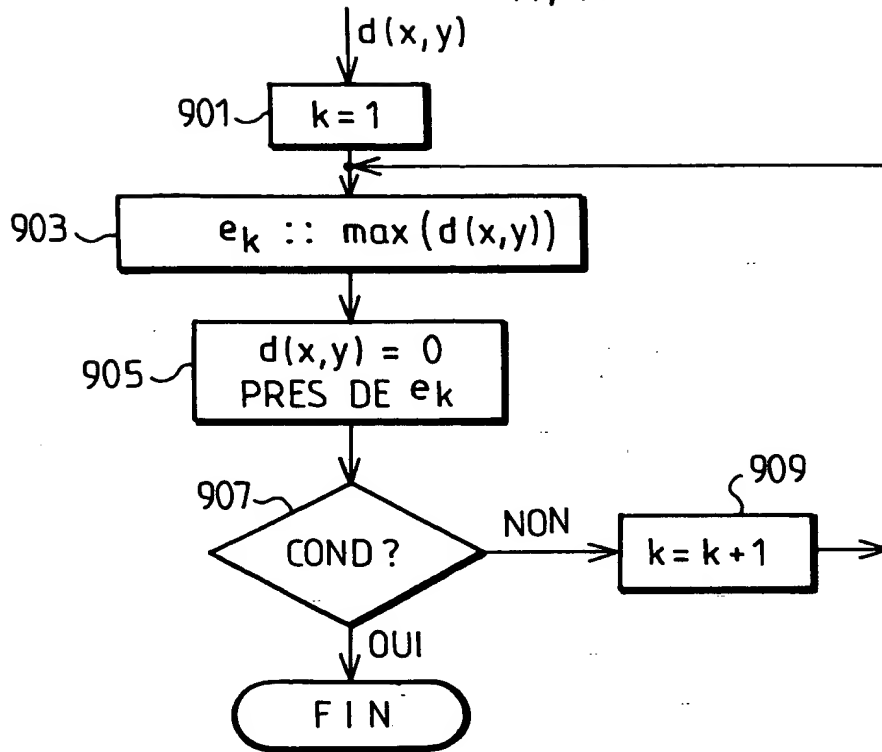 d(x,y)
901
k = 1
903
e_k :: max (d(x,y))
905
d(x,y) = 0
PRES DE e_k
907
COND ?
NON
909
k = k + 1
OUI
FIN